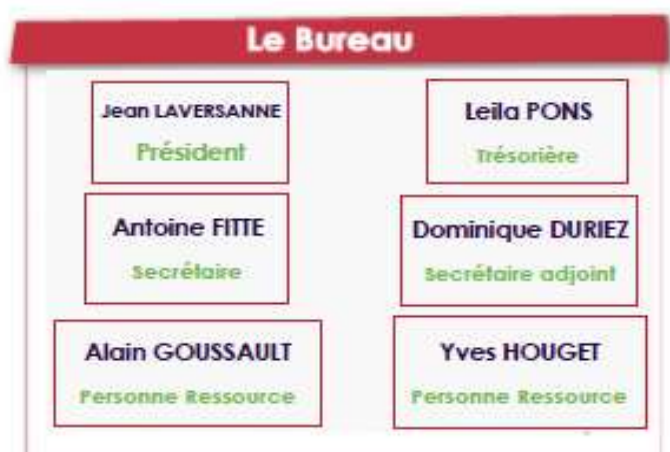 Le Bureau
Jean LAVERSANNE
Président
Leila PONS
Trésorière
Antoine FITTE
Secrétaire
Dominique DURIEZ
Secrétaire adjoint
Alain GOUSSAULT
Personne Ressource
Yves HOUGET
Personne Ressource